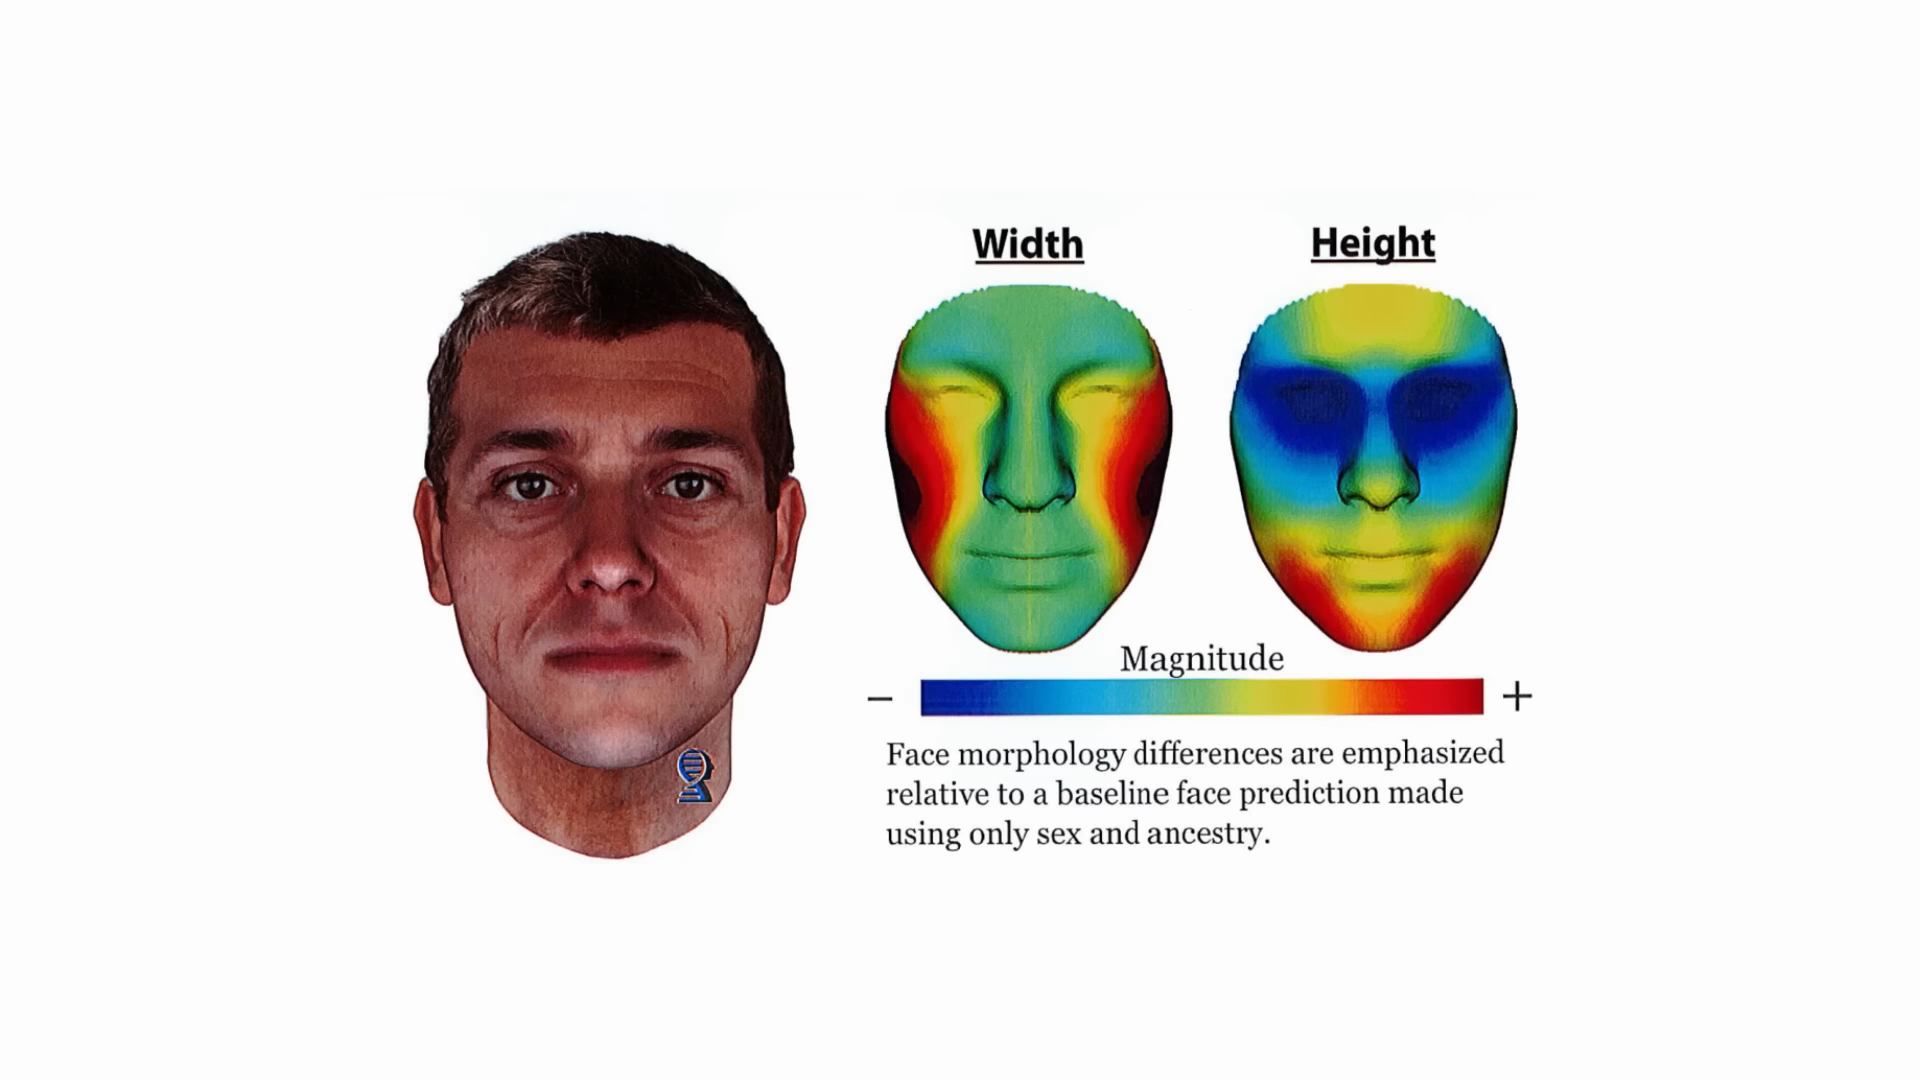 Width
Height
Magnitude
− +
Face morphology differences are emphasized
relative to a baseline face prediction made
using only sex and ancestry.